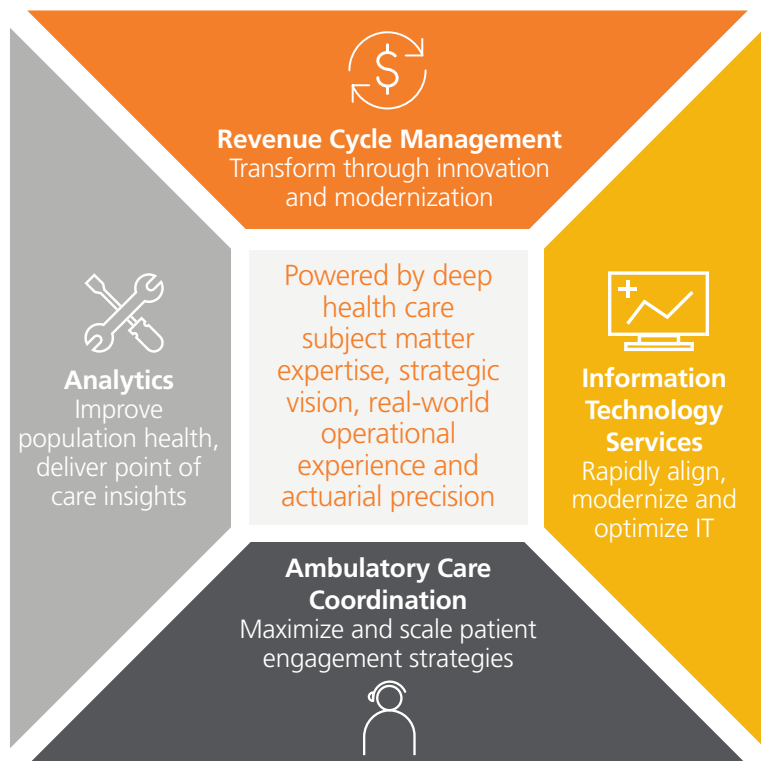 $
Revenue Cycle Management
Transform through innovation
and modernization
Analytics
Improve
population health,
deliver point of
care insights
Powered by deep
health care
subject matter
expertise, strategic
vision, real-world
operational
experience and
actuarial precision
Information
Technology
Services
Rapidly align,
modernize and
optimize IT
Ambulatory Care
Coordination
Maximize and scale patient
engagement strategies